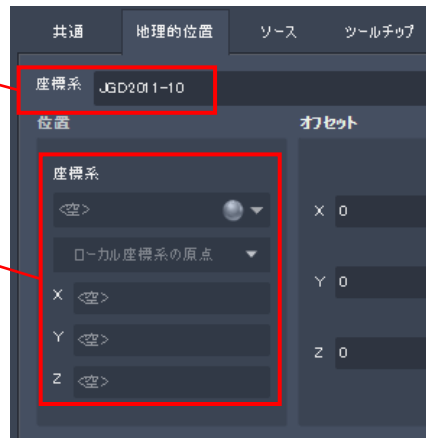 共通 地理的位置 ソース ツールチップ
座標系 JGD2011-10
位置 オフセット
座標系
<空> X 0
ローカル座標系の原点
X <空> Y 0
Y <空>
Z <空> Z 0